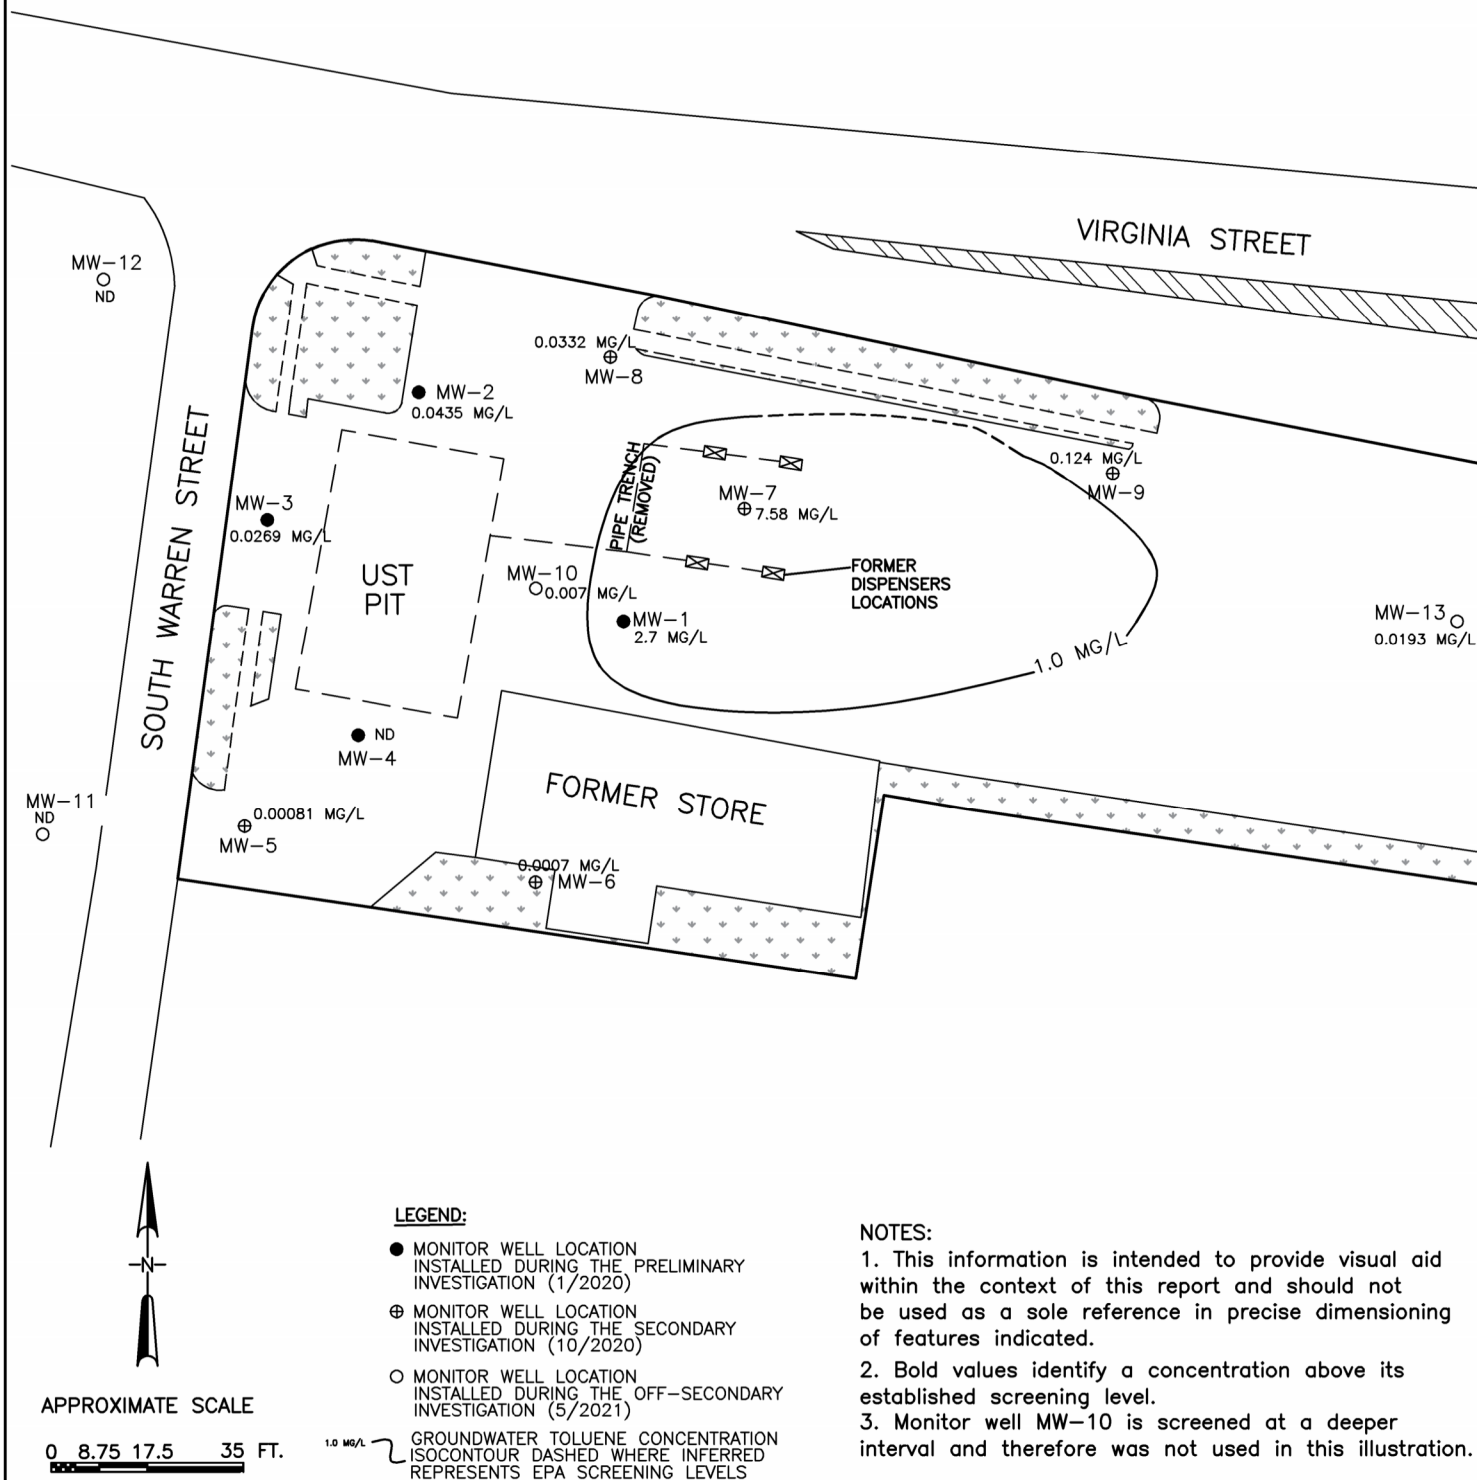 VIRGINIA STREET
MW-12
ND
0.0332 MG/L
MW-8
MW-2
0.0435 MG/L
0.124 MG/L
MW-9
PIPE TRENCH
(REMOVED)
MW-7
7.58 MG/L
MW-3
0.0269 MG/L
SOUTH WARREN STREET
UST
PIT
MW-10
0.007 MG/L
FORMER
DISPENSERS
LOCATIONS
MW-1
2.7 MG/L
1.0 MG/L
MW-13
0.0193 MG/L
ND
MW-4
FORMER STORE
MW-11
ND
0.00081 MG/L
MW-5
0.0007 MG/L
MW-6
-N-
APPROXIMATE SCALE
0 8.75 17.5 35 FT.
LEGEND:
MONITOR WELL LOCATION
INSTALLED DURING THE PRELIMINARY
INVESTIGATION (1/2020)
MONITOR WELL LOCATION
INSTALLED DURING THE SECONDARY
INVESTIGATION (10/2020)
MONITOR WELL LOCATION
INSTALLED DURING THE OFF-SECONDARY
INVESTIGATION (5/2021)
1.0 MG/L
GROUNDWATER TOLUENE CONCENTRATION
ISOCONTOUR DASHED WHERE INFERRED
REPRESENTS EPA SCREENING LEVELS
NOTES:
1. This information is intended to provide visual aid
within the context of this report and should not
be used as a sole reference in precise dimensioning
of features indicated.
2. Bold values identify a concentration above its
established screening level.
3. Monitor well MW-10 is screened at a deeper
interval and therefore was not used in this illustration.